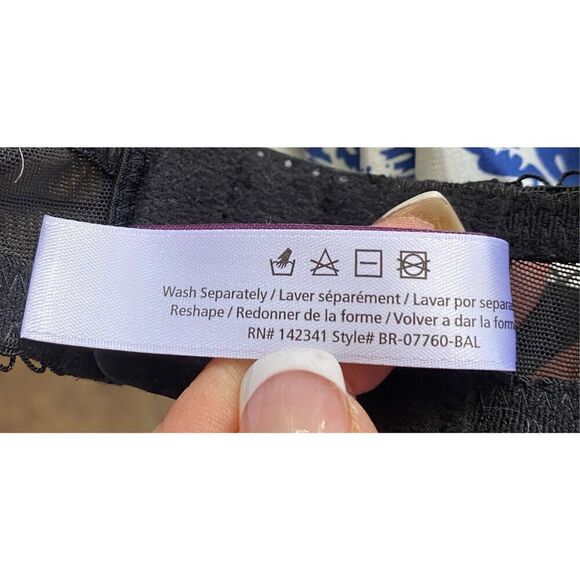 Wash Separately / Laver séparément / Lavar por separa
Reshape / Redonner de la forme / Volver a dar la forma
RN# 142341 Style# BR-07760-BAL